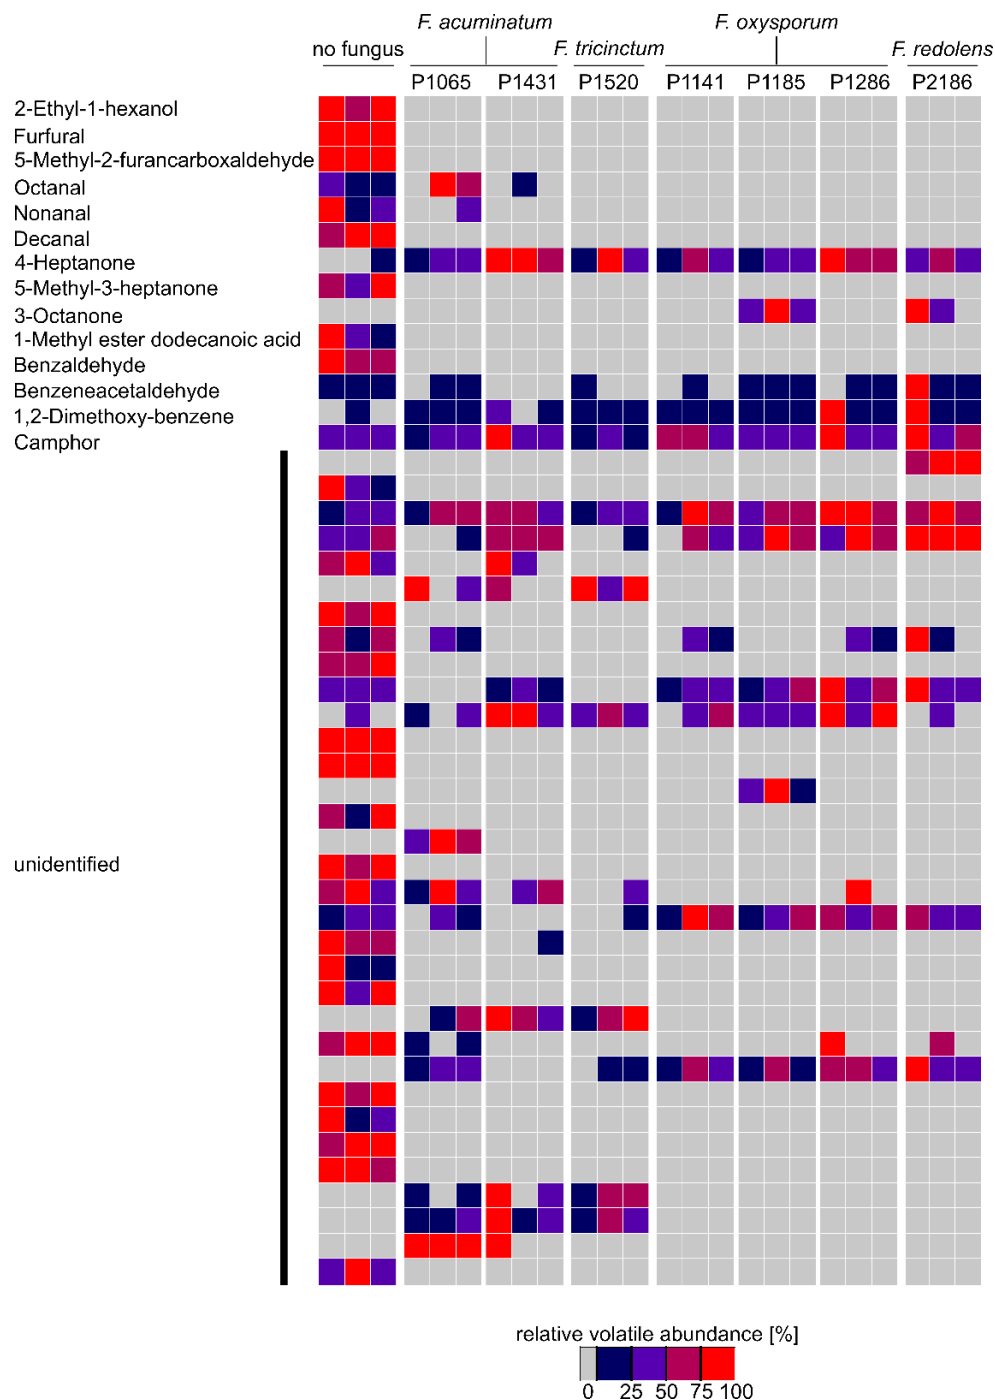 F. acuminatum F. oxysporum
no fungus F. tricinctum F. redolens
P1065 P1431 P1520 P1141 P1185 P1286 P2186
2-Ethyl-1-hexanol
Furfural
5-Methyl-2-furancarboxaldehyde
Octanal
Nonanal
Decanal
4-Heptanone
5-Methyl-3-heptanone
3-Octanone
1-Methyl ester dodecanoic acid
Benzaldehyde
Benzeneacetaldehyde
1,2-Dimethoxy-benzene
Camphor
unidentified
relative volatile abundance [%]
0 25 50 75 100